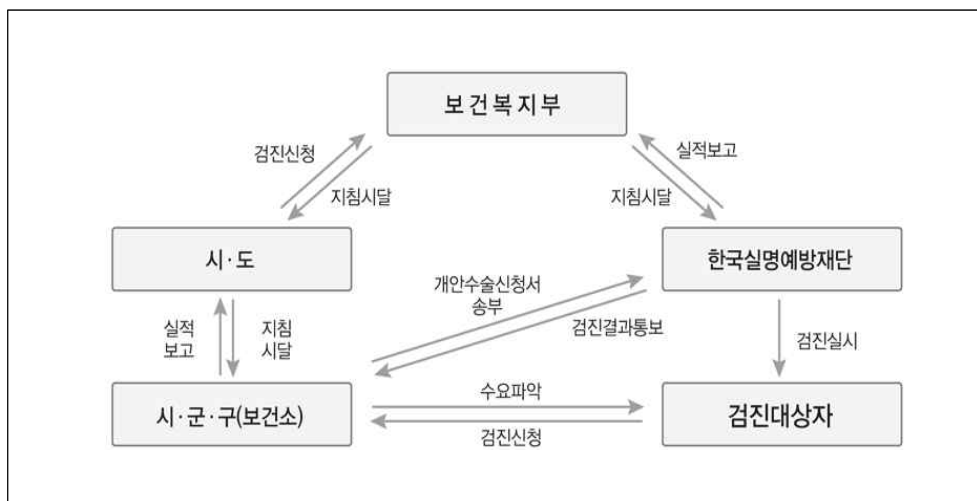 보건복지부
검진신청
실적보고
지침시달
지침시달
시·도
한국실명예방재단
개안수술신청서
송부
검진결과통보
실적
보고
지침
시달
검진실시
시·군·구(보건소)
수요파악
검진신청
검진대상자